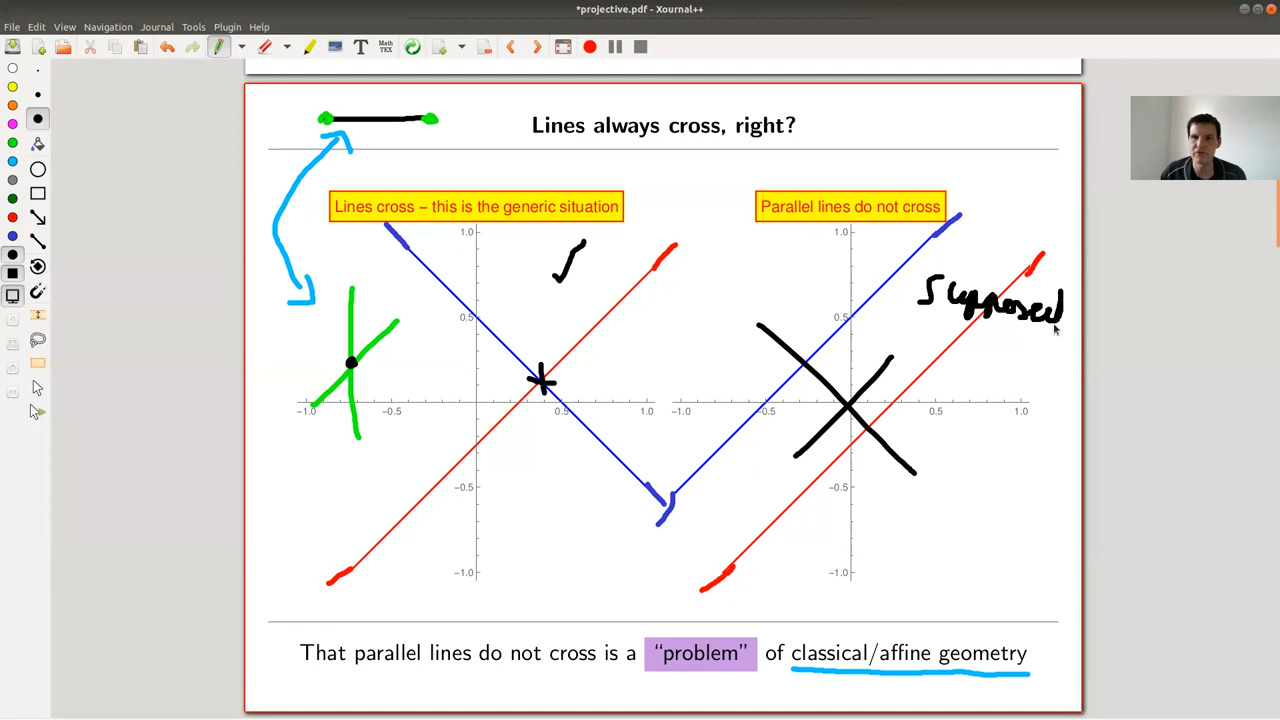 *projective.pdf - Xournal++
File Edit View Navigation Journal Tools Plugin Help
T Math TEX
Lines always cross, right?
Lines cross – this is the generic situation
Parallel lines do not cross
1.0
0.5
−1.0 −0.5 0.5 1.0
−0.5
−1.0
1.0
0.5
−1.0 −0.5 0.5 1.0
−0.5
−1.0
Supposed
That parallel lines do not cross is a “problem” of classical/affine geometry